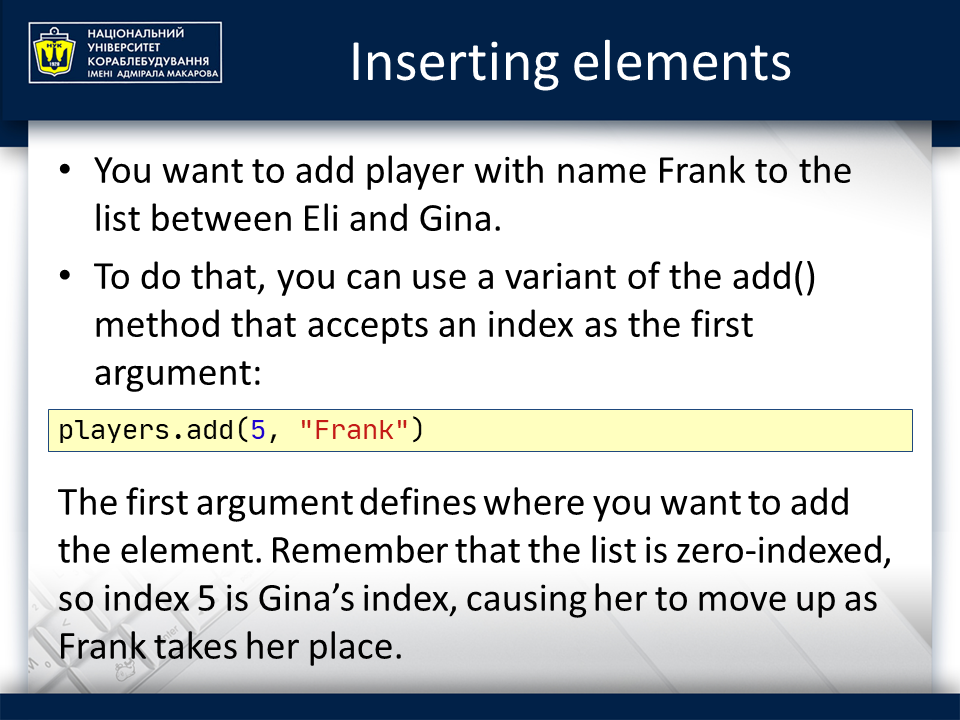 НАЦІОНАЛЬНИЙ
УНІВЕРСИТЕТ
КОРАБЛЕБУДУВАННЯ
ІМЕНІ АДМІРАЛА МАКАРОВА
НУК
1920
Inserting elements
• You want to add player with name Frank to the
list between Eli and Gina.
• To do that, you can use a variant of the add()
method that accepts an index as the first
argument:
players.add(5, "Frank")
The first argument defines where you want to add
the element. Remember that the list is zero-indexed,
so index 5 is Gina’s index, causing her to move up as
Frank takes her place.